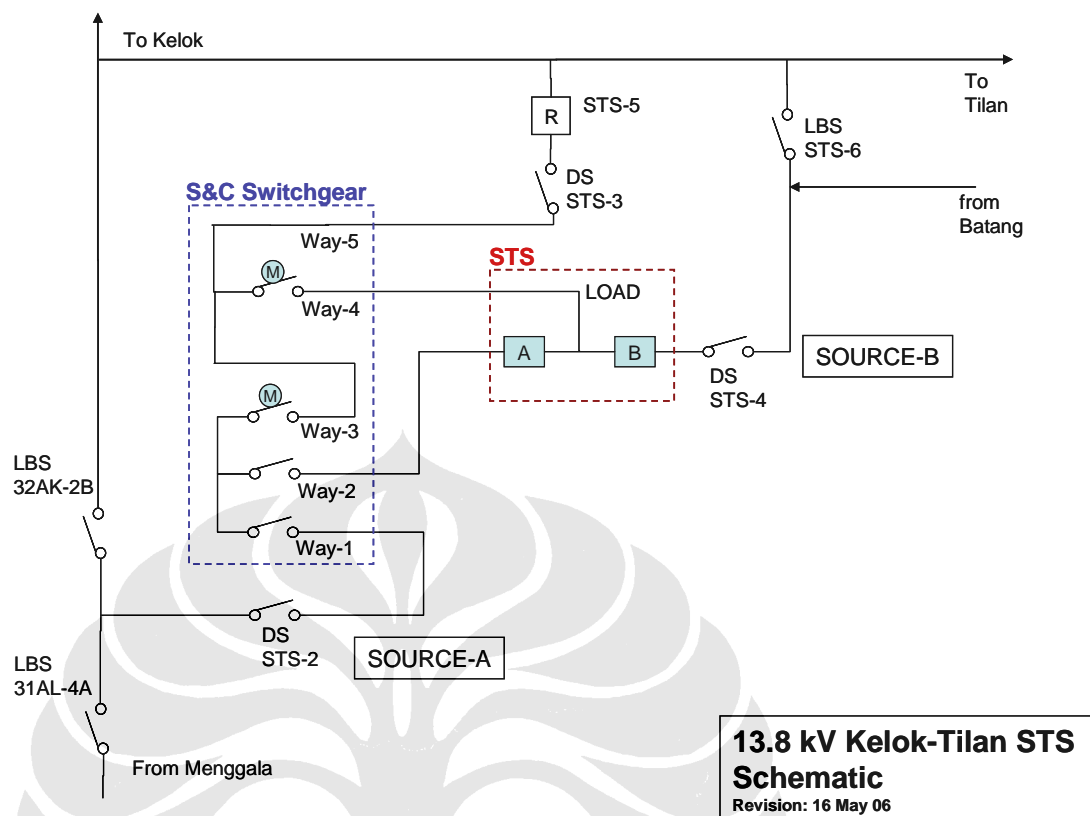 To Kelok
To
Tilan
STS-5
R
LBS
STS-6
DS
STS-3
S&C Switchgear
from
Batang
Way-5
STS
M
LOAD
Way-4
A
B
SOURCE-B
DS
STS-4
M
Way-3
LBS
32AK-2B
Way-2
Way-1
DS
STS-2
SOURCE-A
LBS
31AL-4A
From Menggala
13.8 kV Kelok-Tilan STS
Schematic
Revision: 16 May 06